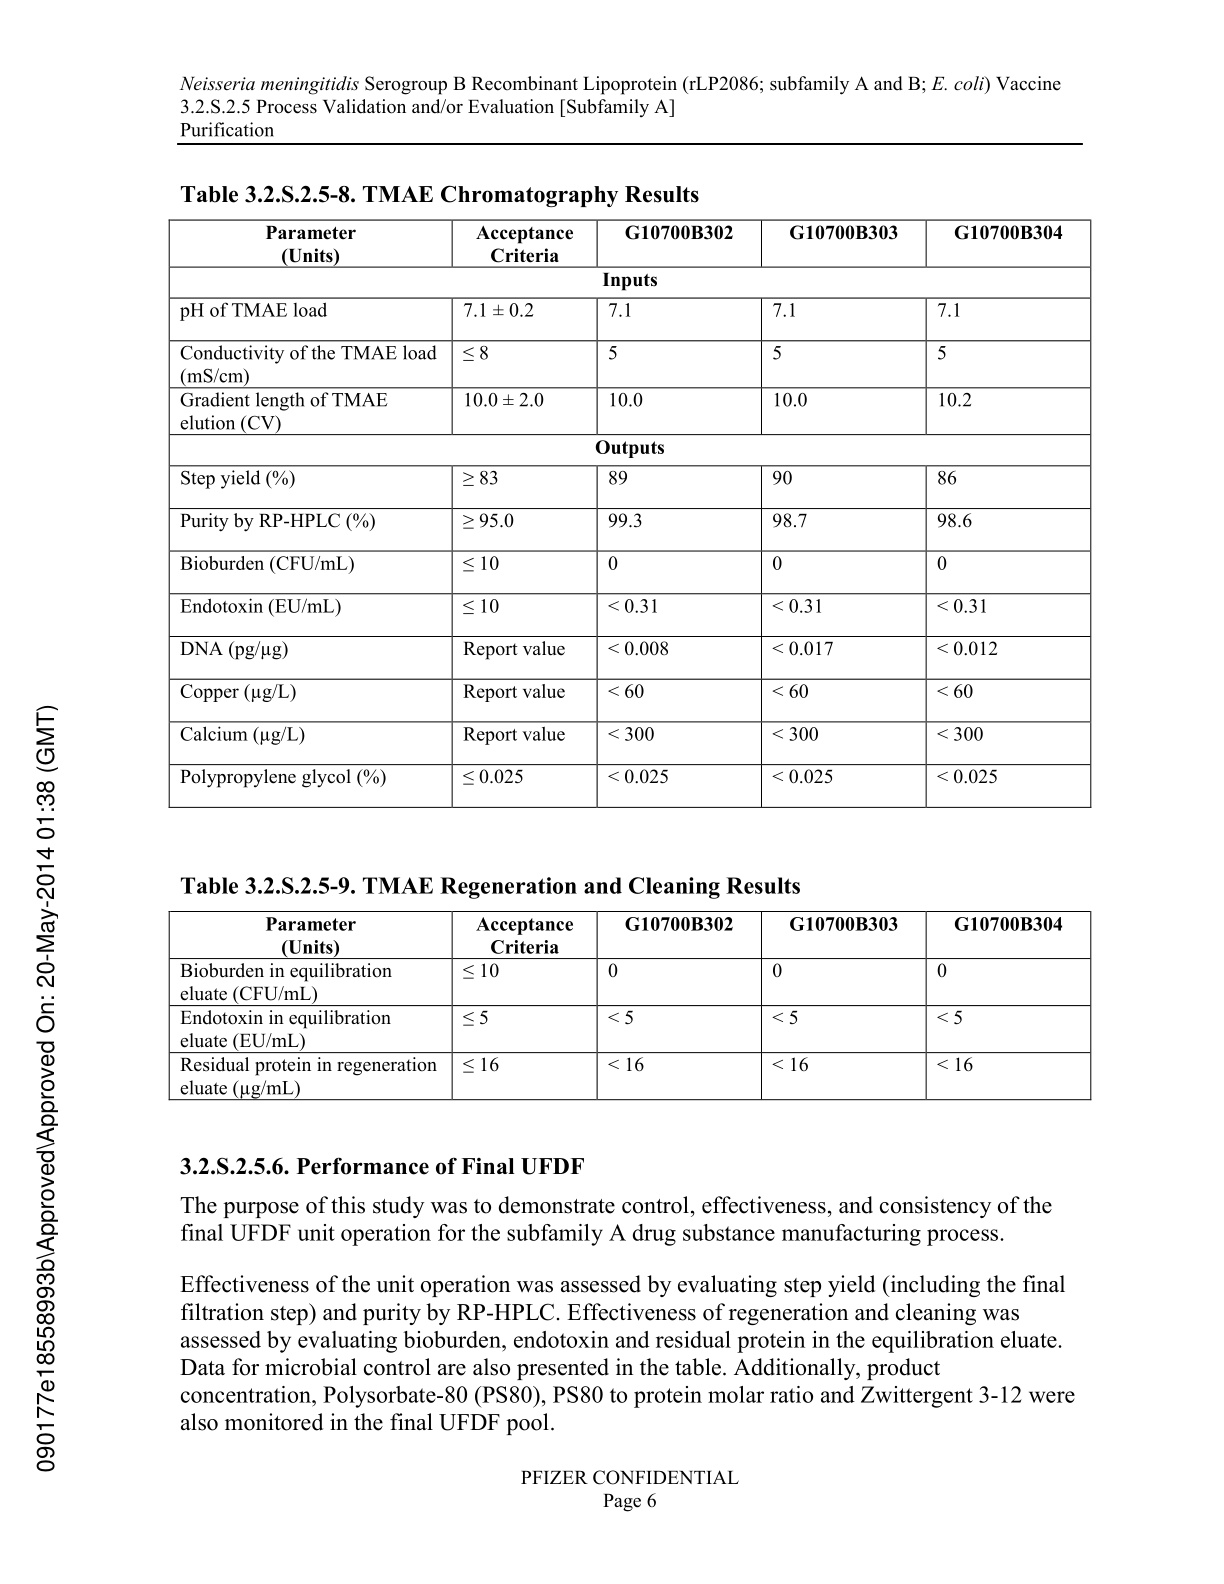 Neisseria meningitidis Serogroup B Recombinant Lipoprotein (rLP2086; subfamily A and B; E. coli) Vaccine
3.2.S.2.5 Process Validation and/or Evaluation [Subfamily A]
Purification
Table 3.2.S.2.5-8. TMAE Chromatography Results
Parameter (Units) Acceptance Criteria G10700B302 G10700B303 G10700B304
Inputs
pH of TMAE load 7.1 ± 0.2 7.1 7.1 7.1
Conductivity of the TMAE load (mS/cm) ≤ 8 5 5 5
Gradient length of TMAE elution (CV) 10.0 ± 2.0 10.0 10.0 10.2
Outputs
Step yield (%) ≥ 83 89 90 86
Purity by RP-HPLC (%) ≥ 95.0 99.3 98.7 98.6
Bioburden (CFU/mL) ≤ 10 0 0 0
Endotoxin (EU/mL) ≤ 10 < 0.31 < 0.31 < 0.31
DNA (pg/µg) Report value < 0.008 < 0.017 < 0.012
Copper (µg/L) Report value < 60 < 60 < 60
Calcium (µg/L) Report value < 300 < 300 < 300
Polypropylene glycol (%) ≤ 0.025 < 0.025 < 0.025 < 0.025
Table 3.2.S.2.5-9. TMAE Regeneration and Cleaning Results
Parameter (Units) Acceptance Criteria G10700B302 G10700B303 G10700B304
Bioburden in equilibration eluate (CFU/mL) ≤ 10 0 0 0
Endotoxin in equilibration eluate (EU/mL) ≤ 5 < 5 < 5 < 5
Residual protein in regeneration eluate (µg/mL) ≤ 16 < 16 < 16 < 16
3.2.S.2.5.6. Performance of Final UFDF
The purpose of this study was to demonstrate control, effectiveness, and consistency of the
final UFDF unit operation for the subfamily A drug substance manufacturing process.
Effectiveness of the unit operation was assessed by evaluating step yield (including the final
filtration step) and purity by RP-HPLC. Effectiveness of regeneration and cleaning was
assessed by evaluating bioburden, endotoxin and residual protein in the equilibration eluate.
Data for microbial control are also presented in the table. Additionally, product
concentration, Polysorbate-80 (PS80), PS80 to protein molar ratio and Zwittergent 3-12 were
also monitored in the final UFDF pool.
PFIZER CONFIDENTIAL
Page 6
090177e18558993b\Approved\Approved On: 20-May-2014 01:38 (GMT)